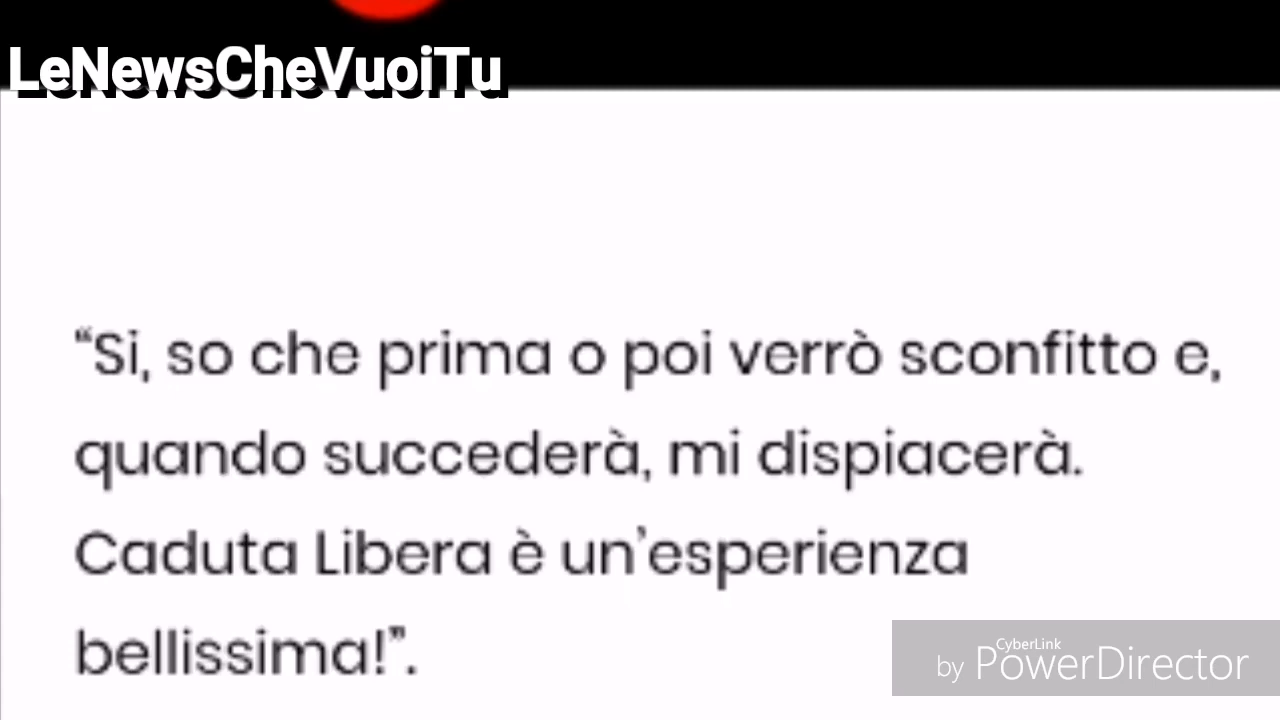 LeNewsCheVuoiTu
“Si, so che prima o poi verrò sconfitto e,
quando succederà, mi dispiacerà.
Caduta Libera è un’esperienza
bellissima!”.
CyberLink
by PowerDirector